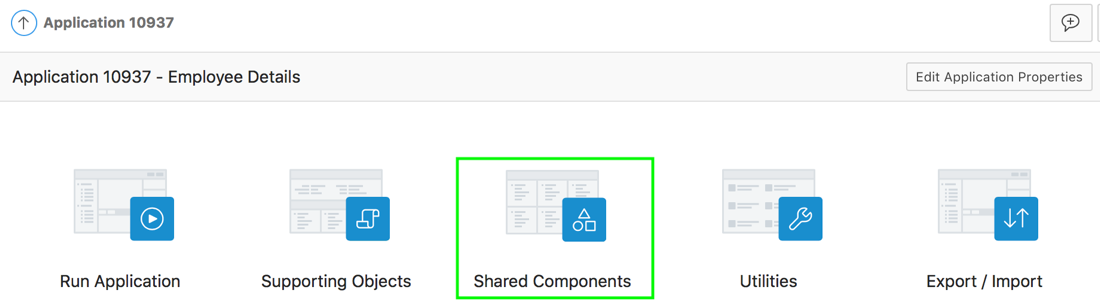 Application 10937
Application 10937 - Employee Details
Edit Application Properties
Run Application
Supporting Objects
Shared Components
Utilities
Export / Import